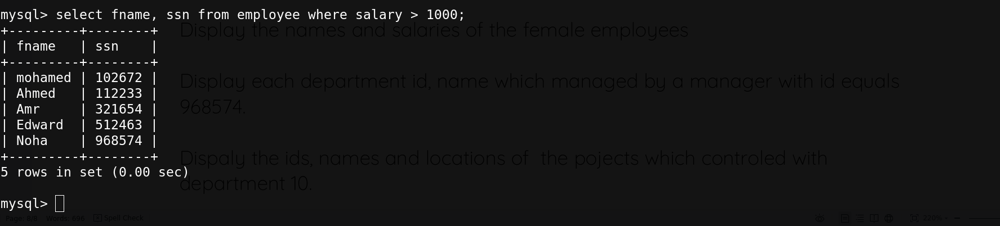 mysql> select fname, ssn from employee where salary > 1000;
+---------+--------+
| fname   | ssn    |
+---------+--------+
| mohamed | 102672 |
| Ahmed   | 112233 |
| Amr     | 321654 |
| Edward  | 512463 |
| Noha    | 968574 |
+---------+--------+
5 rows in set (0.00 sec)
mysql>
Display the names and salaries of the female employees
Display each department id, name which managed by a manager with id equals
968574.
Dispaly the ids, names and locations of  the pojects which controled with
department 10.
Page: 8/8 Words: 696 Spell Check 220%